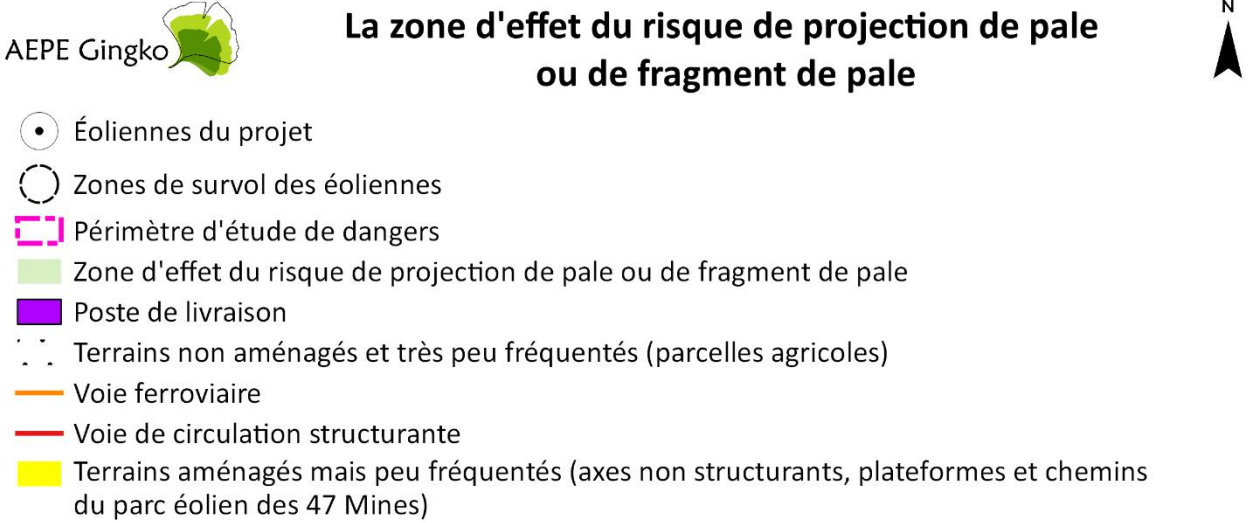 AEPE Gingko
La zone d'effet du risque de projection de pale
ou de fragment de pale
N
Éoliennes du projet
Zones de survol des éoliennes
Périmètre d'étude de dangers
Zone d'effet du risque de projection de pale ou de fragment de pale
Poste de livraison
Terrains non aménagés et très peu fréquentés (parcelles agricoles)
Voie ferroviaire
Voie de circulation structurante
Terrains aménagés mais peu fréquentés (axes non structurants, plateformes et chemins
du parc éolien des 47 Mines)